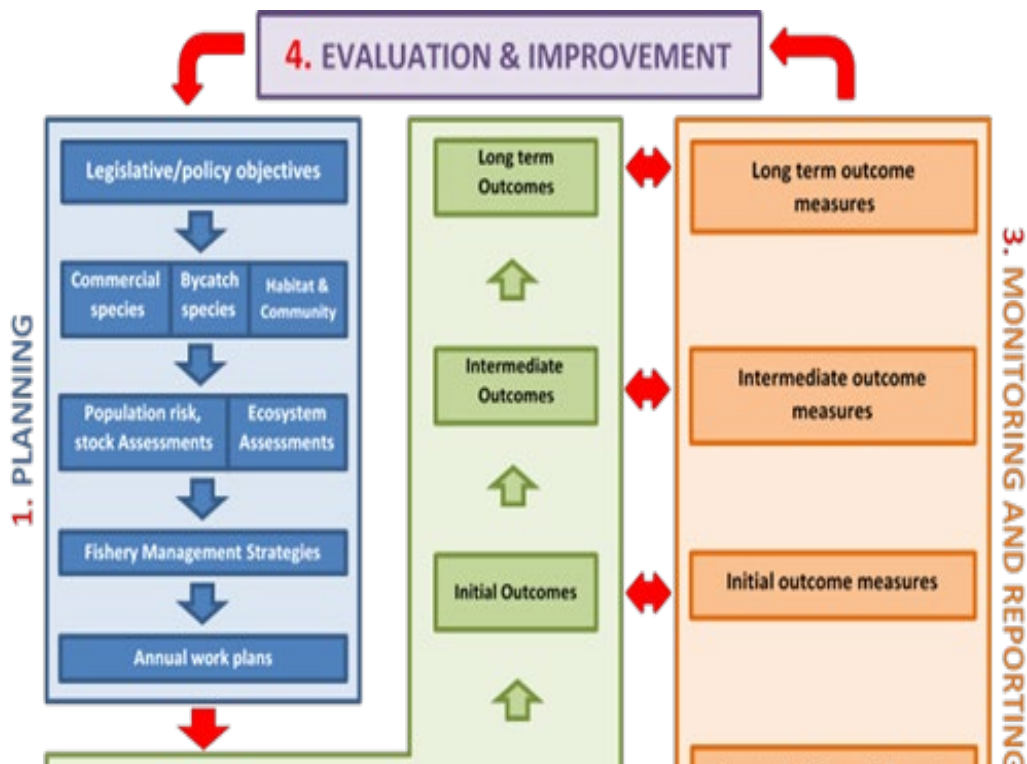 4. EVALUATION & IMPROVEMENT
1. PLANNING
Legislative/policy objectives
Commercial
species
Bycatch
species
Habitat &
Community
Population risk,
stock Assessments
Ecosystem
Assessments
Fishery Management Strategies
Annual work plans
Long term
Outcomes
Intermediate
Outcomes
Initial Outcomes
Long term outcome
measures
Intermediate outcome
measures
Initial outcome measures
3. MONITORING AND REPORTING